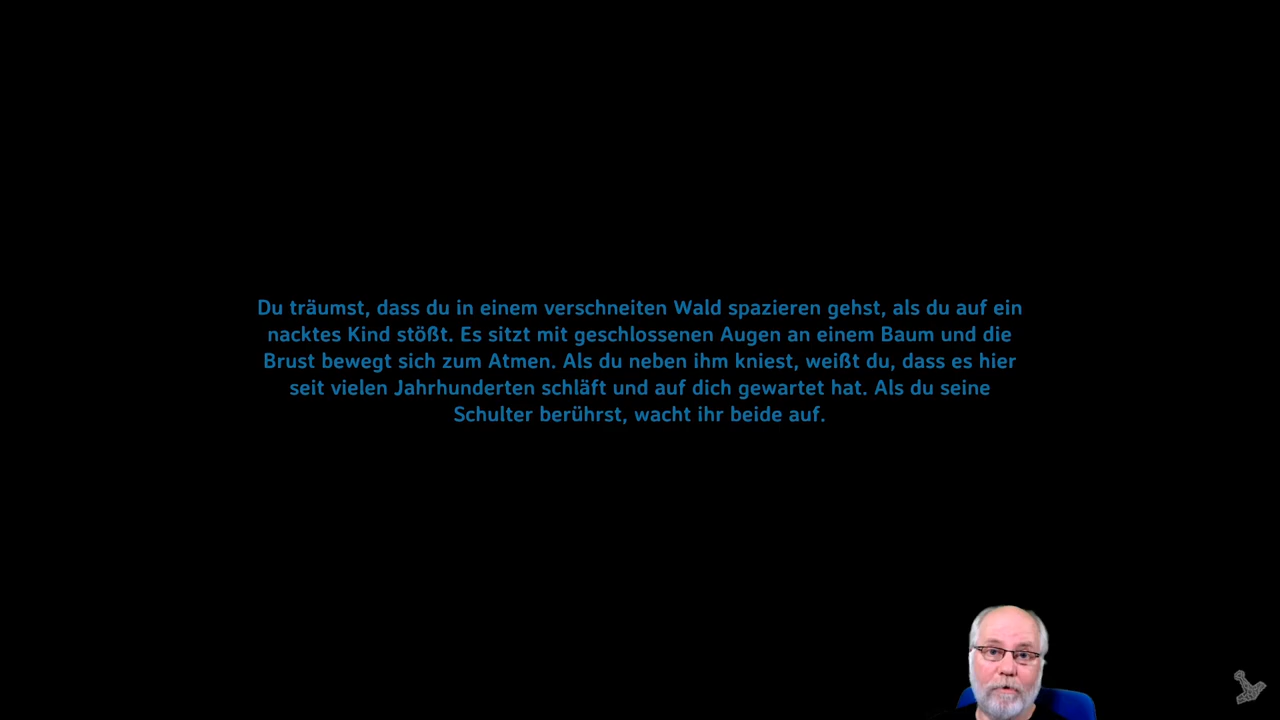 Du träumst, dass du in einem verschneiten Wald spazieren gehst, als du auf ein
nacktes Kind stößt. Es sitzt mit geschlossenen Augen an einem Baum und die
Brust bewegt sich zum Atmen. Als du neben ihm kniest, weißt du, dass es hier
seit vielen Jahrhunderten schläft und auf dich gewartet hat. Als du seine
Schulter berührst, wacht ihr beide auf.